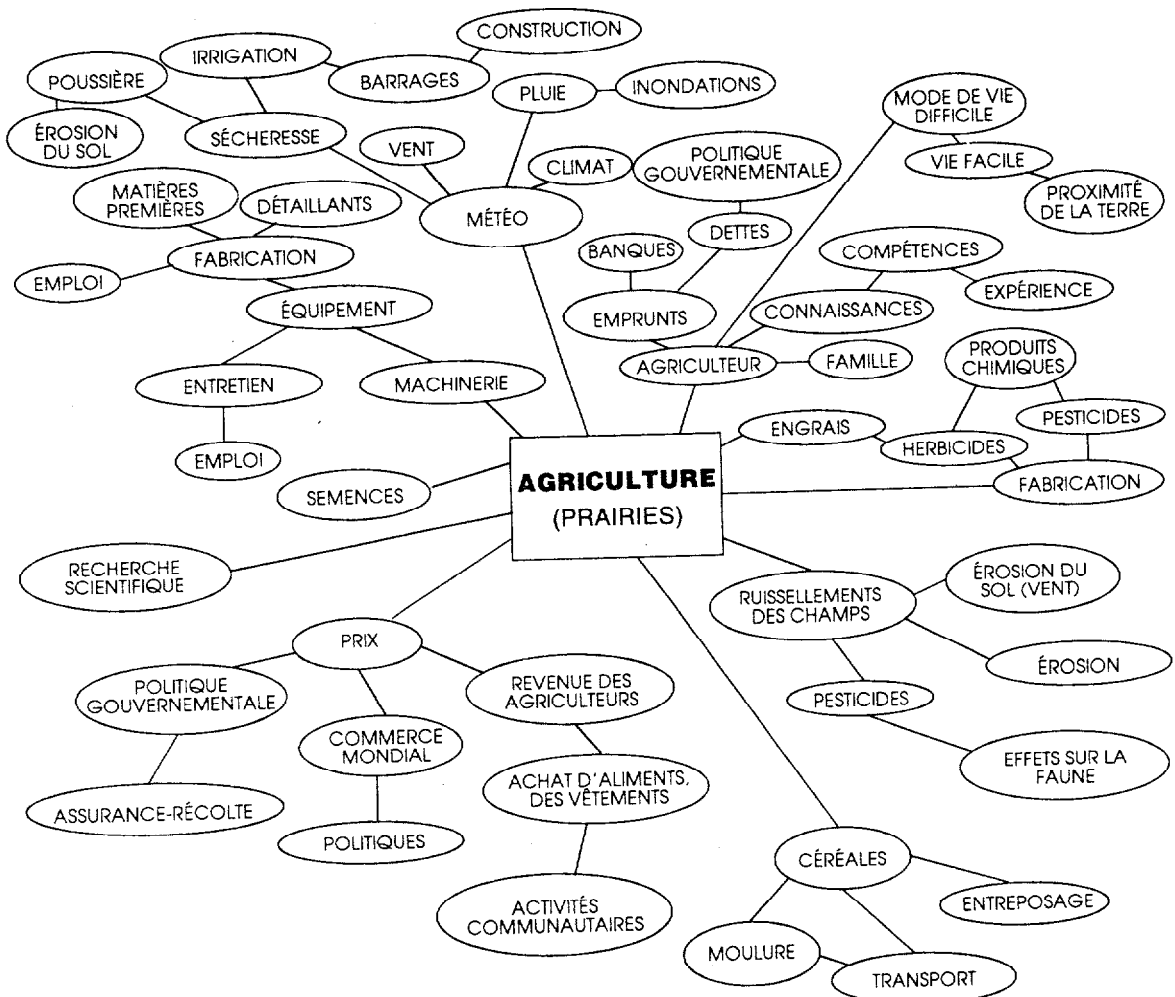 CONSTRUCTION
IRRIGATION
BARRAGES
POUSSIÈRE
PLUIE
INONDATIONS
MODE DE VIE
DIFFICILE
ÉROSION
DU SOL
SÉCHERESSE
VENT
CLIMAT
POLITIQUE
GOUVERNEMENTALE
VIE FACILE
MATIÈRES
PREMIÈRES
DÉTAILLANTS
MÉTÉO
DETTES
PROXIMITÉ
DE LA TERRE
FABRICATION
BANQUES
COMPÉTENCES
EMPLOI
ÉQUIPEMENT
EMPRUNTS
CONNAISSANCES
EXPÉRIENCE
AGRICULTEUR
FAMILLE
PRODUITS
CHIMIQUES
ENTRETIEN
MACHINERIE
ENGRAIS
HERBICIDES
PESTICIDES
EMPLOI
FABRICATION
SEMENCES
AGRICULTURE
(PRAIRIES)
RECHERCHE
SCIENTIFIQUE
RUISSELLEMENTS
DES CHAMPS
ÉROSION DU
SOL (VENT)
PRIX
ÉROSION
POLITIQUE
GOUVERNEMENTALE
REVENUE DES
AGRICULTEURS
PESTICIDES
COMMERCE
MONDIAL
EFFETS SUR LA
FAUNE
ASSURANCE-RÉCOLTE
ACHAT D'ALIMENTS,
DES VÊTEMENTS
POLITIQUES
CÉRÉALES
ENTREPOSAGE
ACTIVITÉS
COMMUNAUTAIRES
MOULURE
TRANSPORT